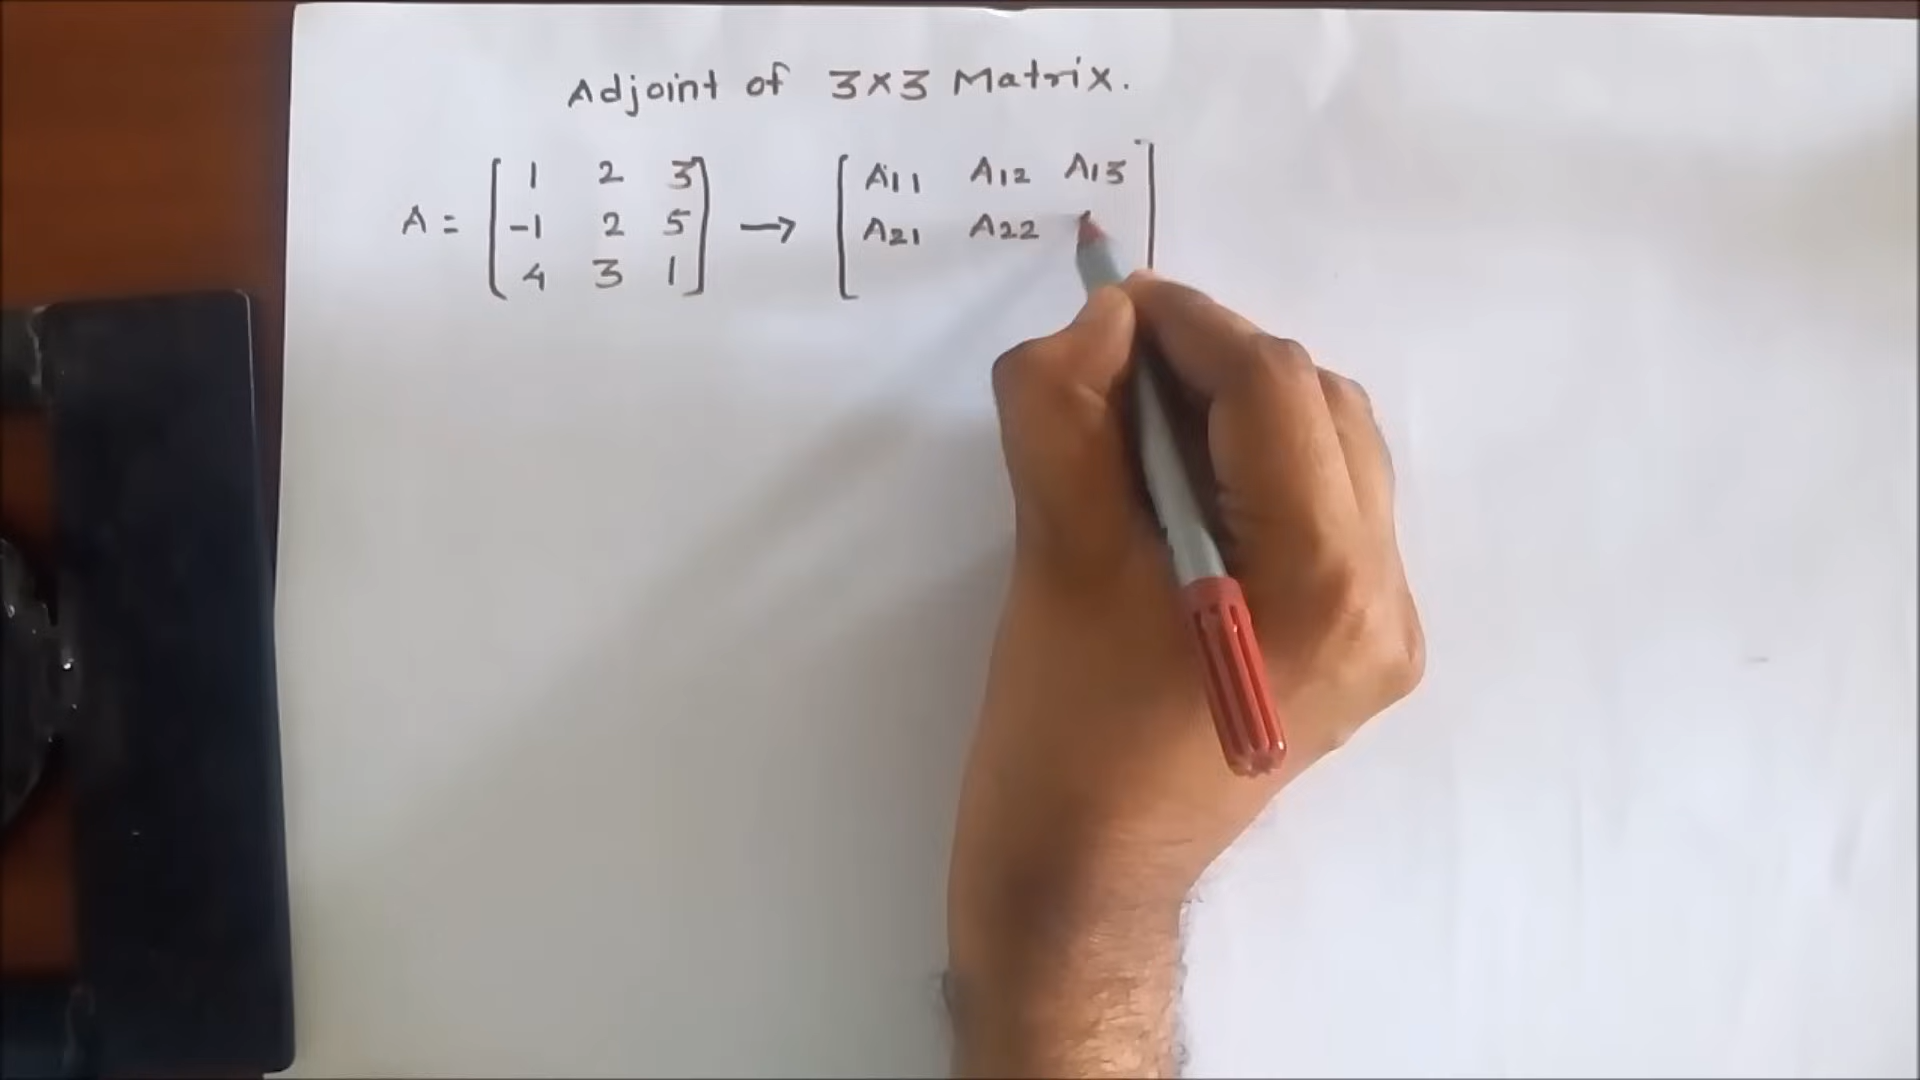 Adjoint of 3×3 Matrix.
A = [ 1 2 3 ] → [ A11 A12 A13 ]
-1 2 5 A21 A22
4 3 1